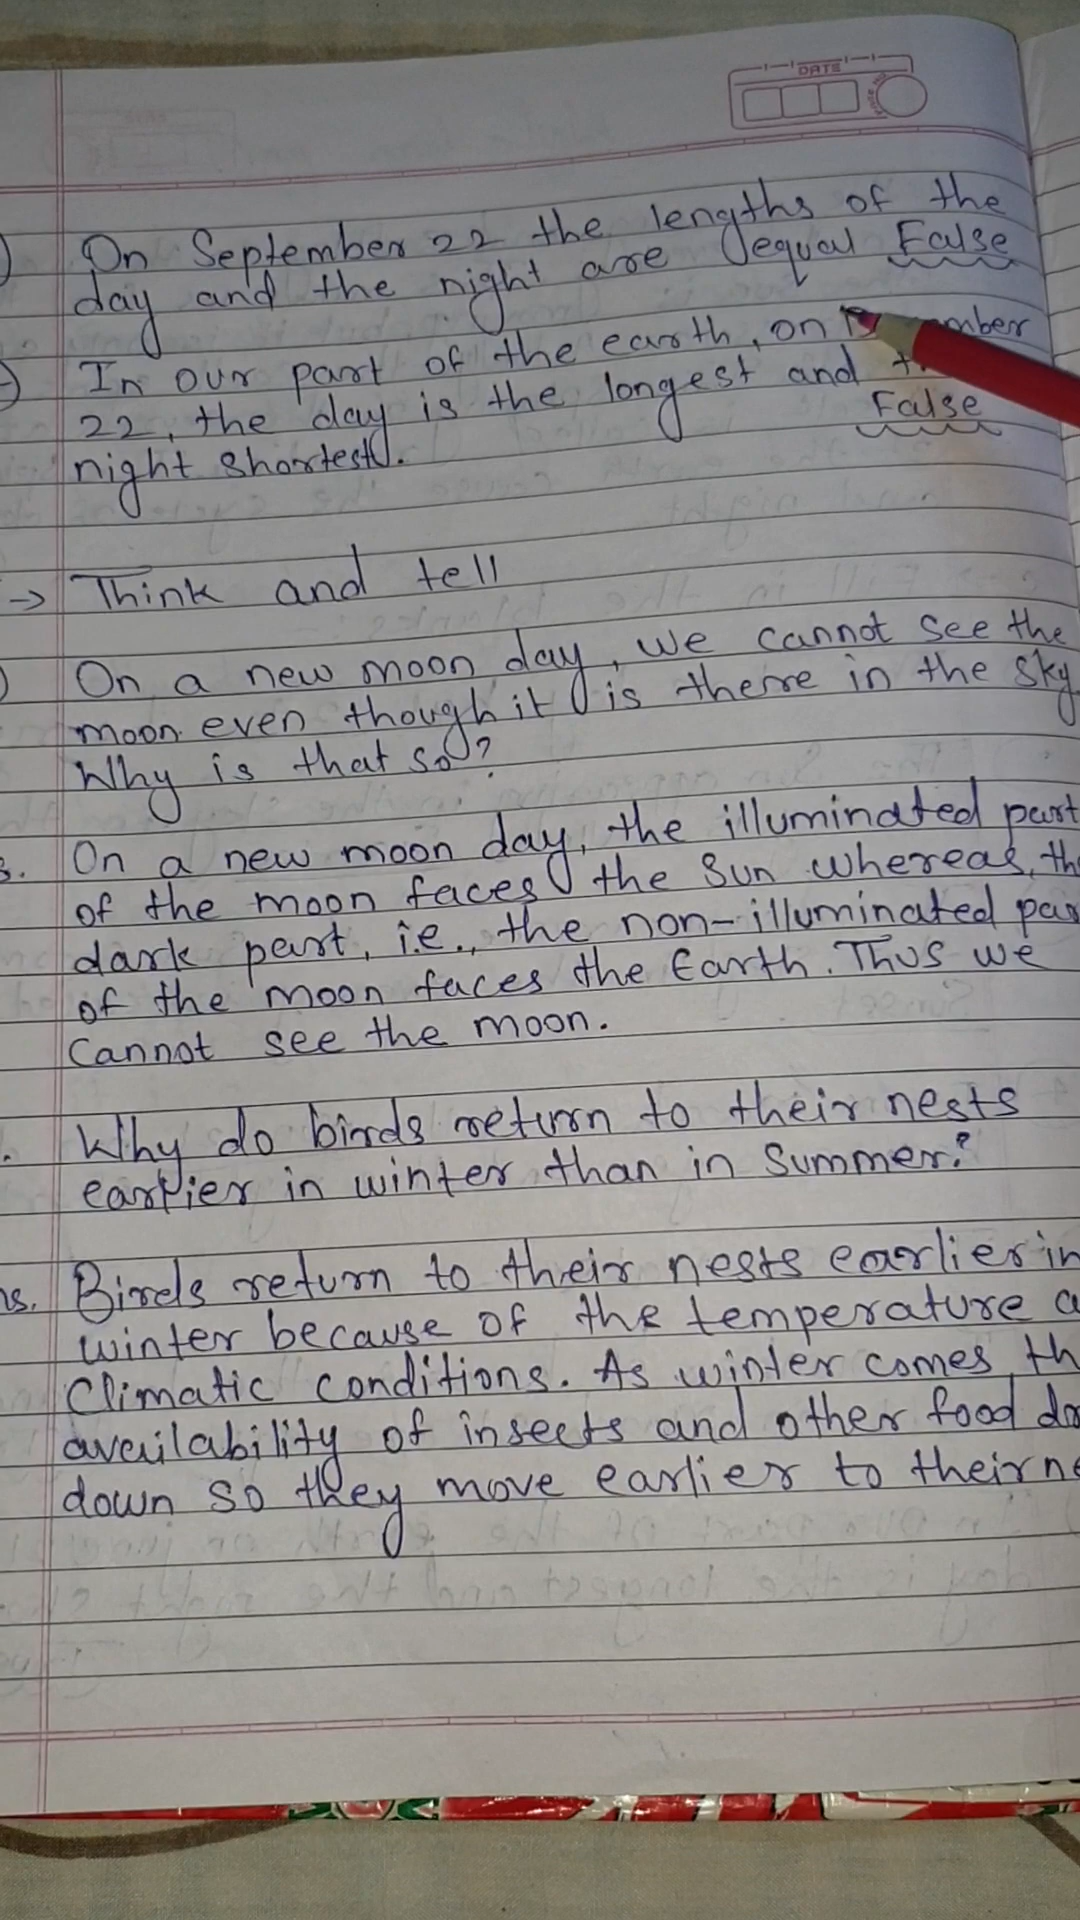 DATE
On September 22 the lengths of the
day and the night are equal False
In our part of the earth, on
22, the day is the longest and
night shortest. False
→ Think and tell
On a new moon day, we cannot see the
moon even though it is there in the sky
Why is that so?
On a new moon day, the illuminated part
of the moon faces the Sun whereas, the
dark part, i.e., the non-illuminated
of the moon faces the Earth. Thus we
Cannot see the moon.
Why do birds return to their nests
earlier in winter than in Summer?
Birds return to their nests earlier in
winter because of the temperature
Climatic conditions. As winter comes
availability of insects and other food
down so they move earlier to their